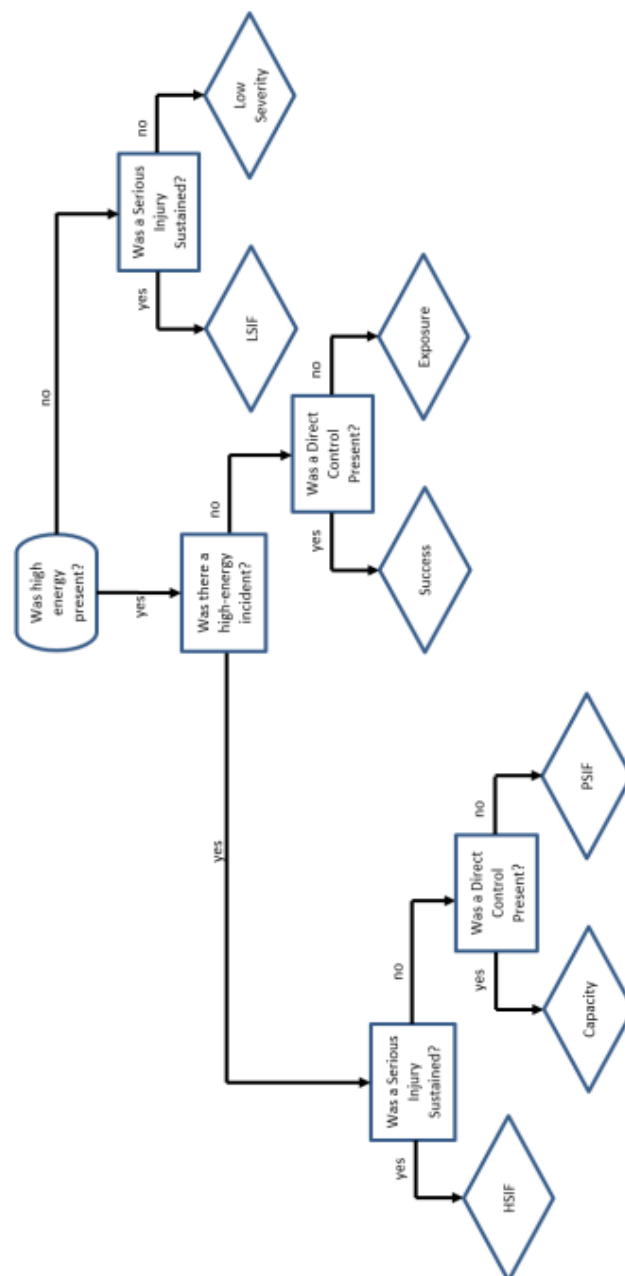 Was high
energy
present?
no
yes
Was a Serious
Injury
Sustained?
yes
no
LSIF
Low
Severity
Was there a
high-energy
incident?
yes
no
Was a Direct
Control
Present?
yes
no
Success
Exposure
Was a Serious
Injury
Sustained?
yes
no
HSIF
Was a Direct
Control
Present?
yes
no
Capacity
PSIF